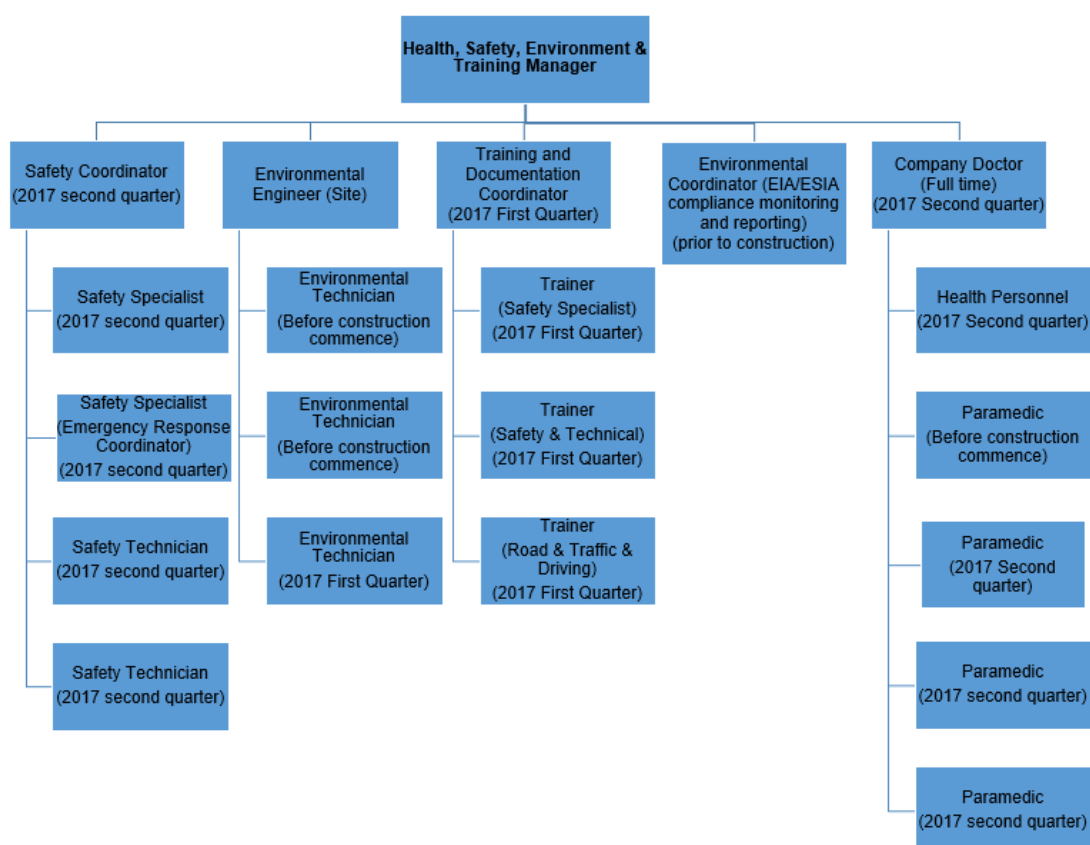 Health, Safety, Environment &
Training Manager
Safety Coordinator
(2017 second quarter)
Environmental
Engineer (Site)
Training and
Documentation
Coordinator
(2017 First Quarter)
Environmental
Coordinator (EIA/ESIA
compliance monitoring
and reporting)
(prior to construction)
Company Doctor
(Full time)
(2017 Second quarter)
Safety Specialist
(2017 second quarter)
Safety Specialist
(Emergency Response
Coordinator)
(2017 second quarter)
Safety Technician
(2017 second quarter)
Safety Technician
(2017 second quarter)
Environmental
Technician
(Before construction
commence)
Environmental
Technician
(Before construction
commence)
Environmental
Technician
(2017 First Quarter)
Trainer
(Safety Specialist)
(2017 First Quarter)
Trainer
(Safety & Technical)
(2017 First Quarter)
Trainer
(Road & Traffic &
Driving)
(2017 First Quarter)
Health Personnel
(2017 Second quarter)
Paramedic
(Before construction
commence)
Paramedic
(2017 Second
quarter)
Paramedic
(2017 second quarter)
Paramedic
(2017 second quarter)